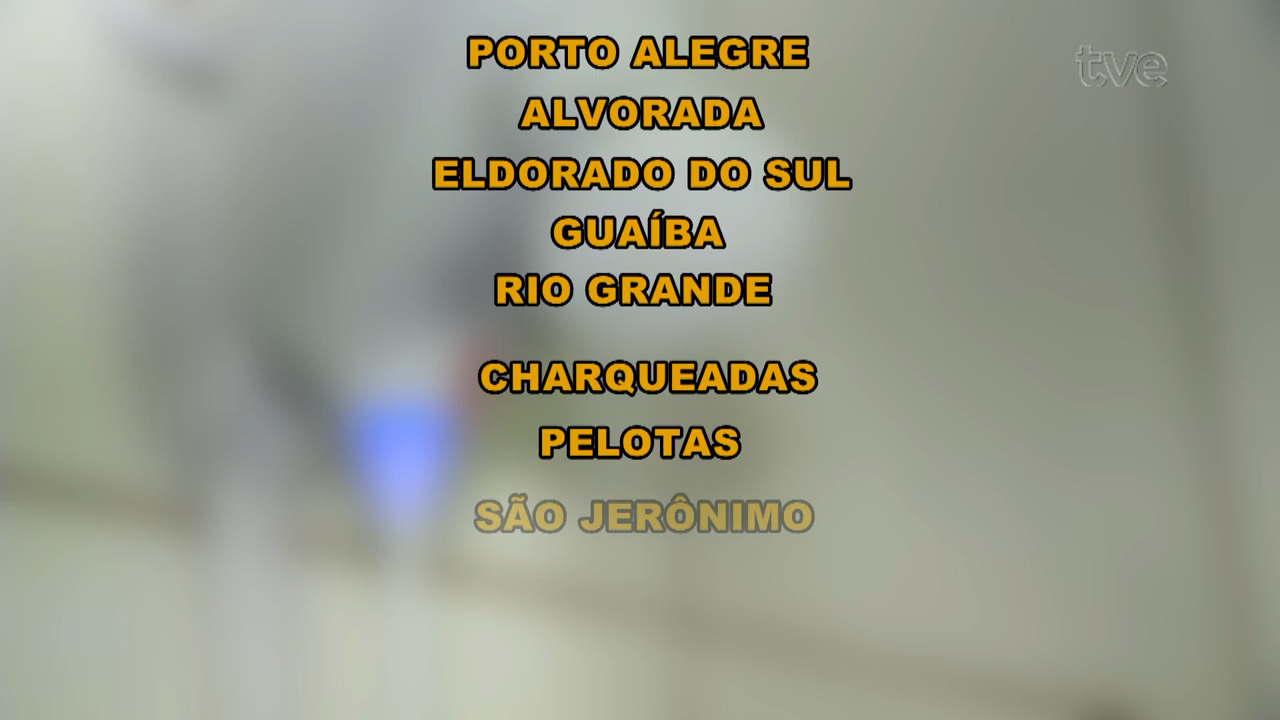 PORTO ALEGRE
tve
ALVORADA
ELDORADO DO SUL
GUAÍBA
RIO GRANDE
CHARQUEADAS
PELOTAS
SÃO JERÔNIMO